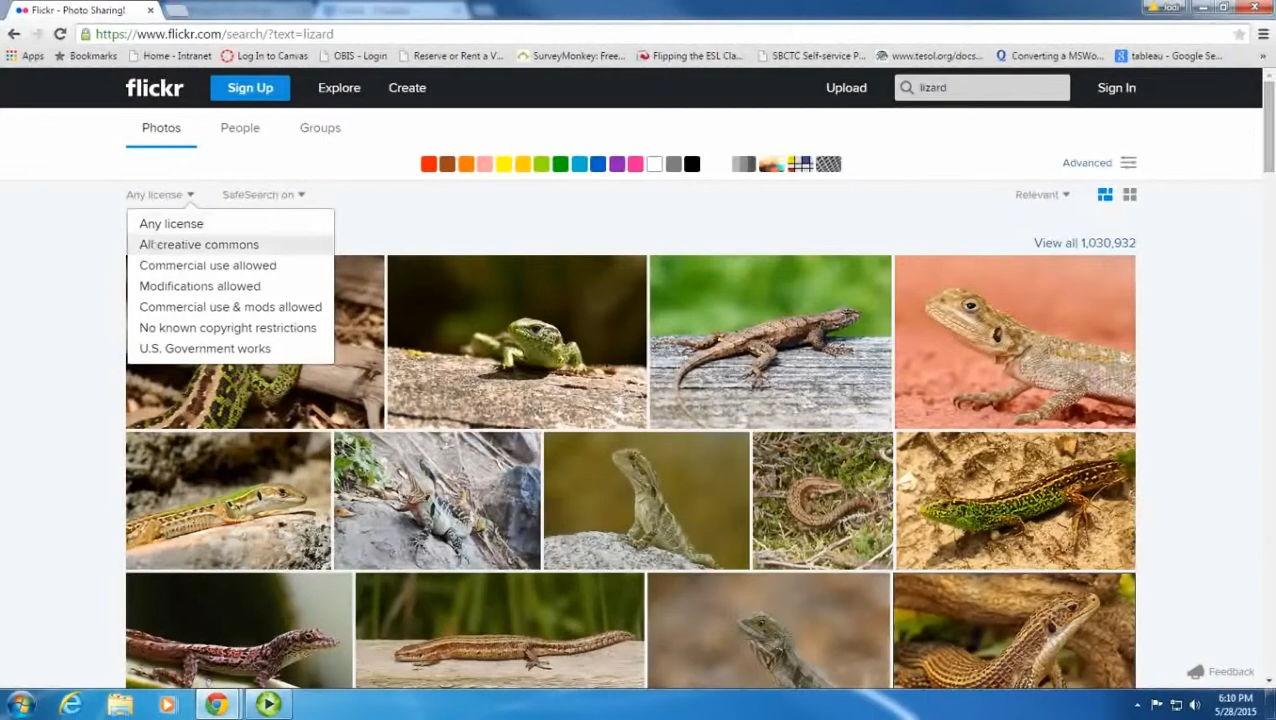 Flickr - Photo Sharing!
Jodi
https://www.flickr.com/search/?text=lizard
Apps Bookmarks Home - Intranet Log In to Canvas OBIS - Login Reserve or Rent a V... SurveyMonkey: Free... Flipping the ESL Cla... SBCTC Self-service P... www.tesol.org/docs... Converting a MSWo... tableau - Google Se...
flickr Sign Up Explore Create Upload lizard Sign In
Photos People Groups
Advanced
Any license SafeSearch on Relevant
Any license
All creative commons
View all 1,030,932
Commercial use allowed
Modifications allowed
Commercial use & mods allowed
No known copyright restrictions
U.S. Government works
Feedback
6:10 PM
5/28/2015